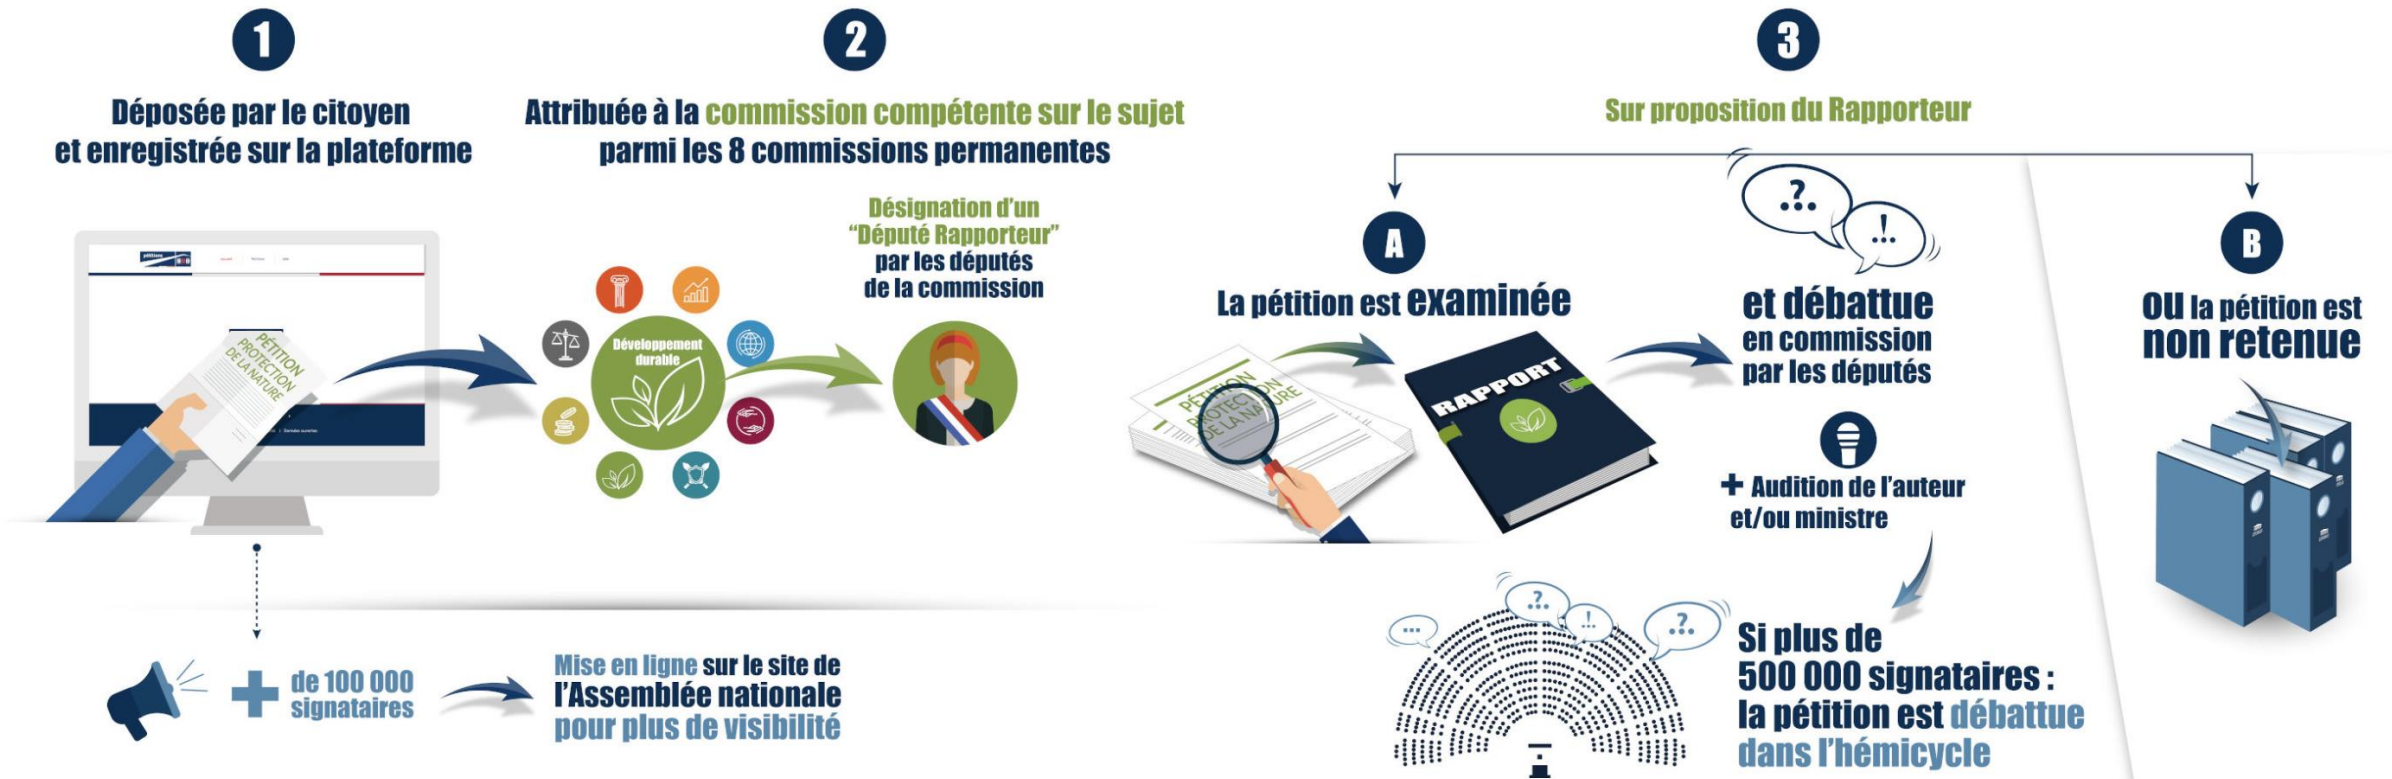 1
Déposée par le citoyen
et enregistrée sur la plateforme
pétitions
PÉTITION
PROTECTION
DE LA NATURE
+ de 100 000
signataires
Mise en ligne sur le site de
l'Assemblée nationale
pour plus de visibilité
2
Attribuée à la commission compétente sur le sujet
parmi les 8 commissions permanentes
Développement
durable
Désignation d'un
“Député Rapporteur”
par les députés
de la commission
3
Sur proposition du Rapporteur
A
La pétition est examinée
PÉTITION
PROTECTION
DE LA NATURE
RAPPORT
?...
!...
et débattue
en commission
par les députés
+ Audition de l'auteur
et/ou ministre
...
?...
!...
?...
Si plus de
500 000 signataires :
la pétition est débattue
dans l'hémicycle
B
OU la pétition est
non retenue